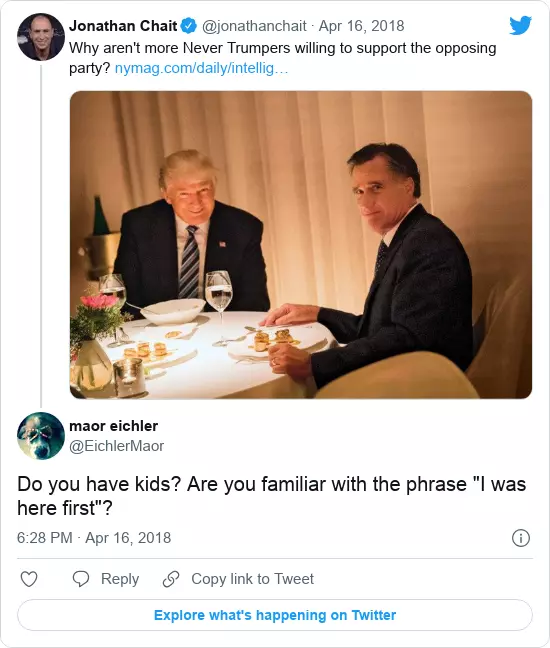 Jonathan Chait @jonathanchait · Apr 16, 2018
Why aren't more Never Trumpers willing to support the opposing
party? nymag.com/daily/intellig…
maor eichler
@EichlerMaor
Do you have kids? Are you familiar with the phrase "I was
here first"?
6:28 PM · Apr 16, 2018
Reply
Copy link to Tweet
Explore what's happening on Twitter